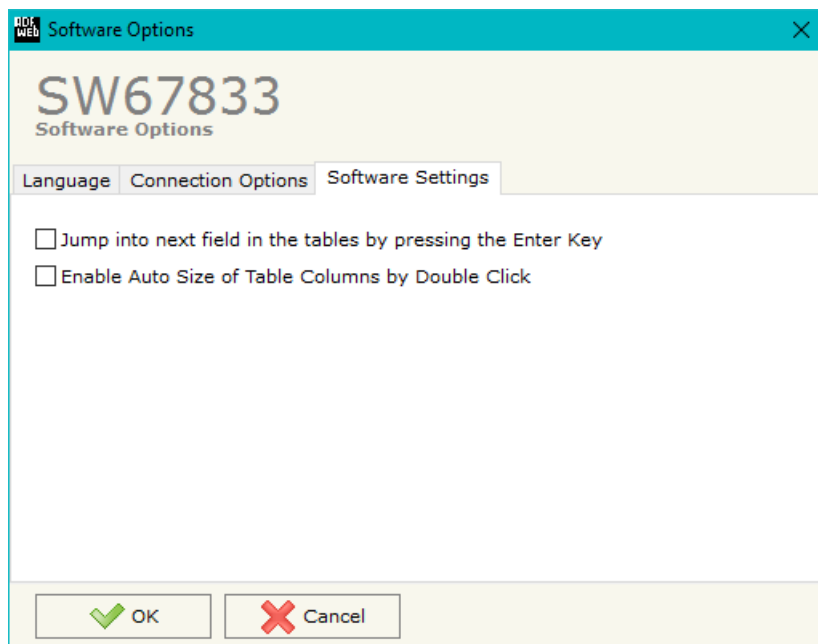 ADF WEB Software Options
SW67833
Software Options
Language Connection Options Software Settings
Jump into next field in the tables by pressing the Enter Key
Enable Auto Size of Table Columns by Double Click
OK Cancel